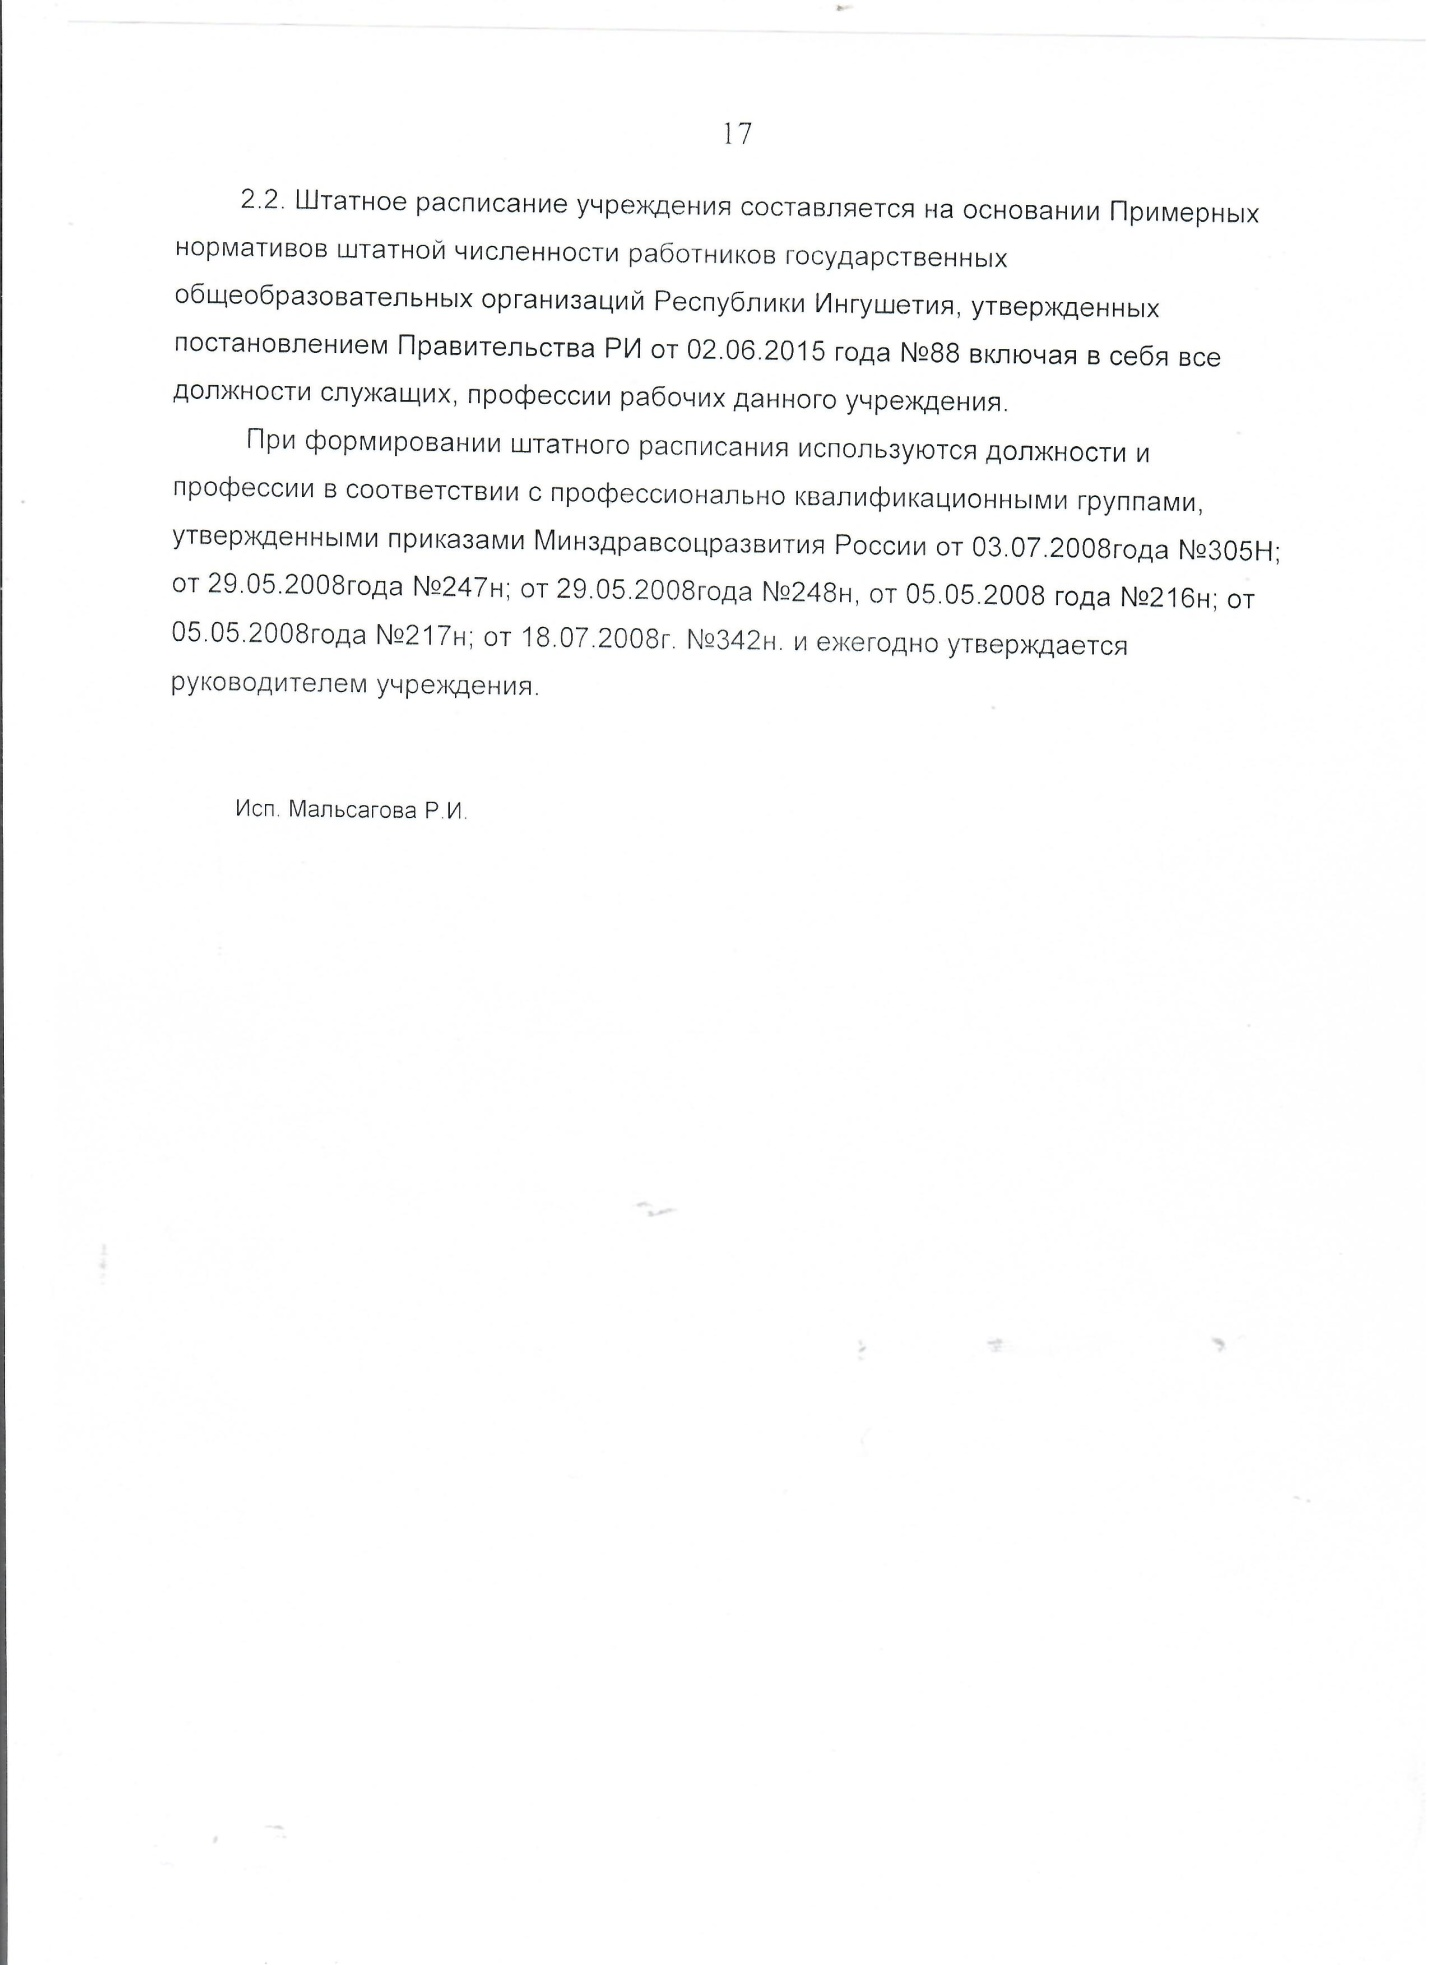 17
2.2. Штатное расписание учреждения составляется на основании Примерных
нормативов штатной численности работников государственных
общеобразовательных организаций Республики Ингушетия, утвержденных
постановлением Правительства РИ от 02.06.2015 года №88 включая в себя все
должности служащих, профессии рабочих данного учреждения.
При формировании штатного расписания используются должности и
профессии в соответствии с профессионально квалификационными группами,
утвержденными приказами Минздравсоцразвития России от 03.07.2008года №305Н;
от 29.05.2008года №247н; от 29.05.2008года №248н, от 05.05.2008 года №216н; от
05.05.2008года №217н; от 18.07.2008г. №342н. и ежегодно утверждается
руководителем учреждения.
Исп. Мальсагова Р.И.